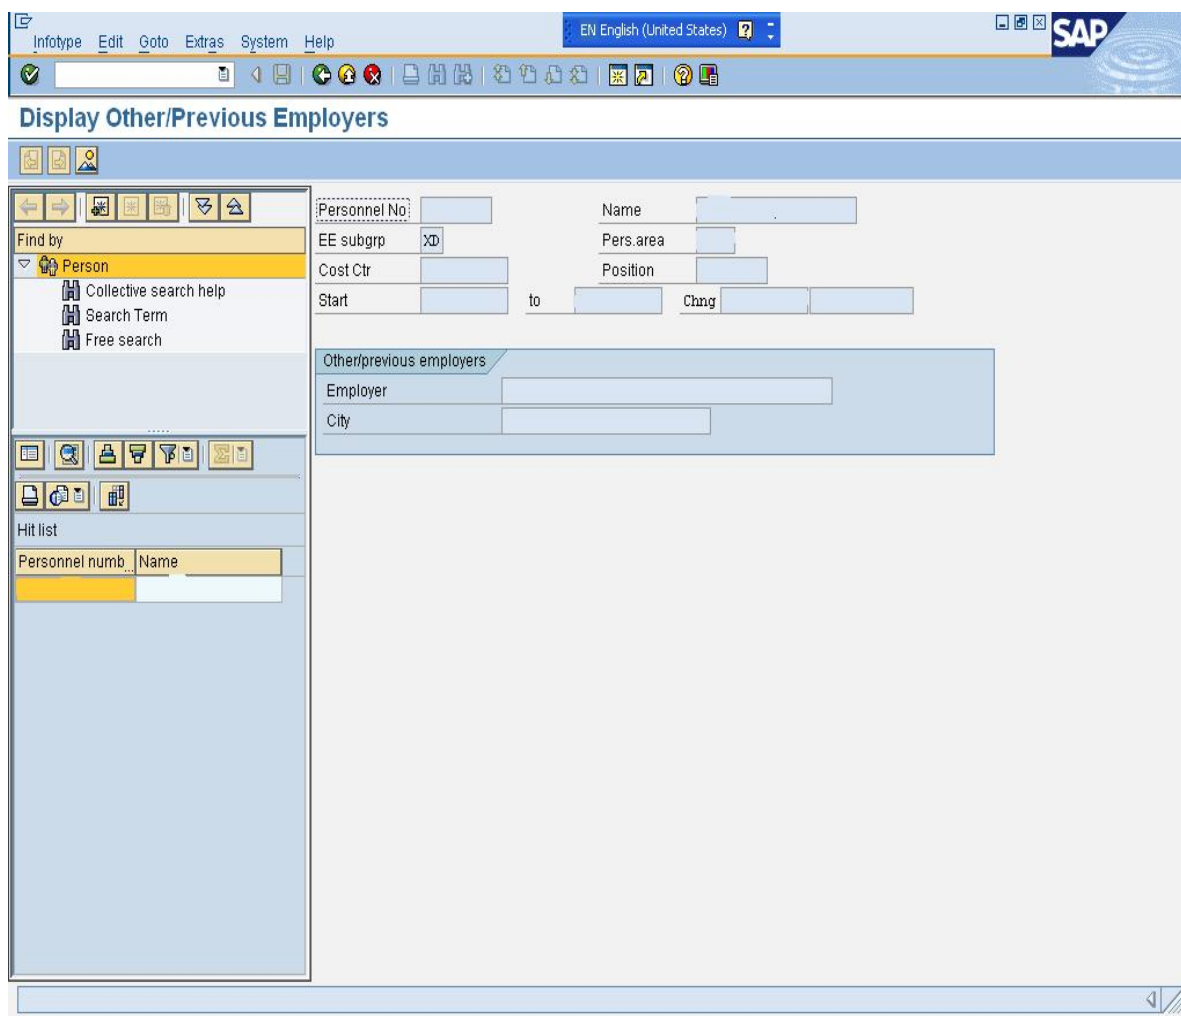 EN English (United States)
Infotype Edit Goto Extras System Help
SAP
Display Other/Previous Employers
Find by
Person
Collective search help
Search Term
Free search
Personnel No Name
EE subgrp XD Pers.area
Cost Ctr Position
Start to Chng
Other/previous employers
Employer
City
Hit list
Personnel numb.. Name